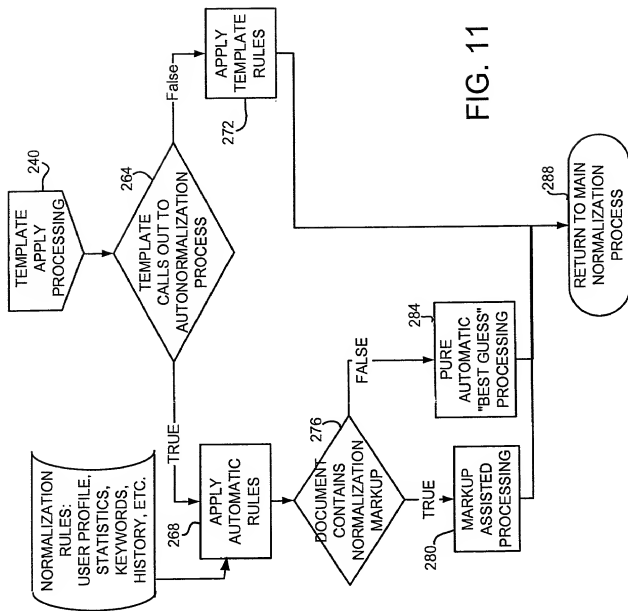 TEMPLATE
APPLY
PROCESSING
240
TEMPLATE
CALLS OUT TO
AUTONORMALIZATION
PROCESS
264
TRUE
False
NORMALIZATION
RULES:
USER PROFILE,
STATISTICS,
KEYWORDS,
HISTORY, ETC.
APPLY
AUTOMATIC
RULES
268
APPLY
TEMPLATE
RULES
272
DOCUMENT
CONTAINS
NORMALIZATION
MARKUP
276
TRUE
FALSE
MARKUP
ASSISTED
PROCESSING
280
PURE
AUTOMATIC
"BEST GUESS"
PROCESSING
284
RETURN TO MAIN
NORMALIZATION
PROCESS
288
FIG. 11